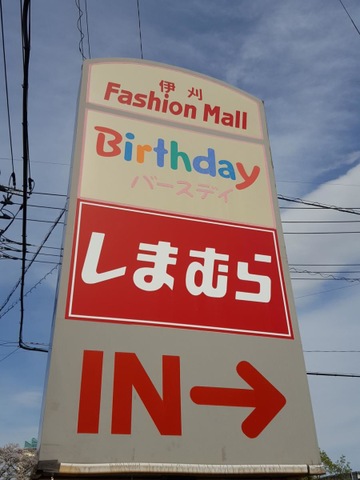 伊刈
Fashion Mall
Birthday
バースデイ
しまむら
IN→